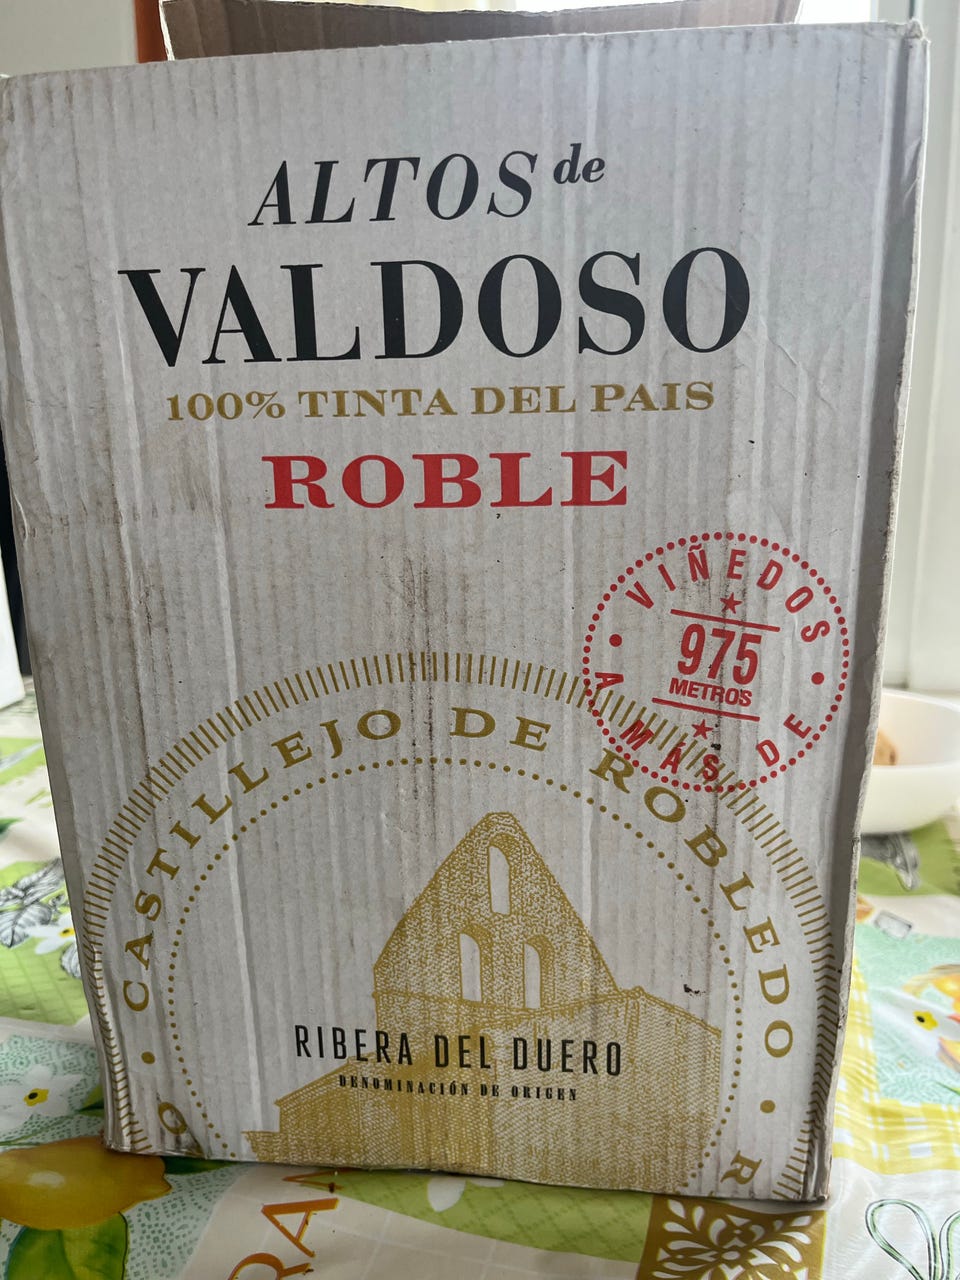 ALTOS de
VALDOSO
100% TINTA DEL PAIS
ROBLE
VIÑEDOS
975
METROS
A MÁS DE
CASTILLEJO DE ROBLEDO
RIBERA DEL DUERO
DENOMINACIÓN DE ORIGEN